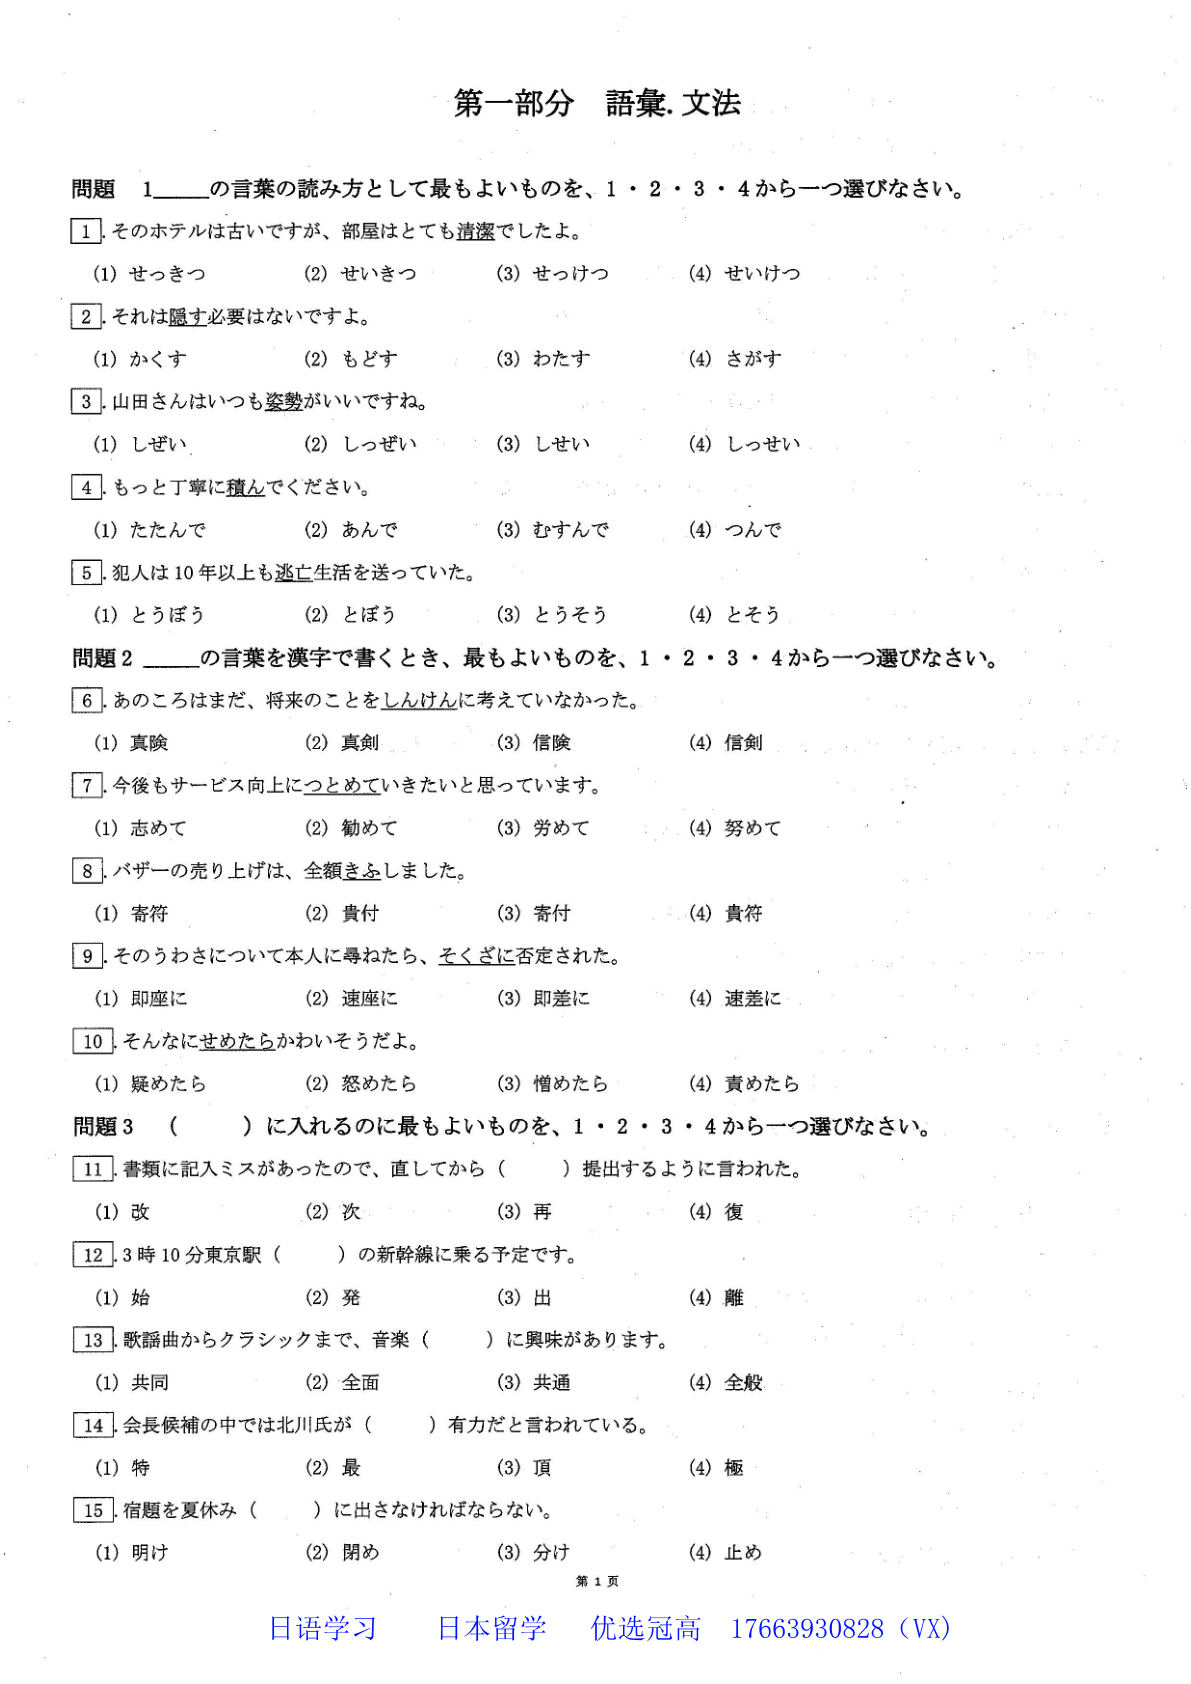 第一部分　語彙.文法
問題　1_____の言葉の読み方として最もよいものを、1・2・3・4から一つ選びなさい。
1.そのホテルは古いですが、部屋はとても清潔でしたよ。
(1) せっきつ (2) せいきつ (3) せっけつ (4) せいけつ
2.それは隠す必要はないですよ。
(1) かくす (2) もどす (3) わたす (4) さがす
3.山田さんはいつも姿勢がいいですね。
(1) しぜい (2) しっぜい (3) しせい (4) しっせい
4.もっと丁寧に積んでください。
(1) たたんで (2) あんで (3) むすんで (4) つんで
5.犯人は10年以上も逃亡生活を送っていた。
(1) とうぼう (2) とぼう (3) とうそう (4) とそう
問題2 _____の言葉を漢字で書くとき、最もよいものを、1・2・3・4から一つ選びなさい。
6.あのころはまだ、将来のことをしんけんに考えていなかった。
(1) 真険 (2) 真剣 (3) 信険 (4) 信剣
7.今後もサービス向上につとめていきたいと思っています。
(1) 志めて (2) 勧めて (3) 労めて (4) 努めて
8.バザーの売り上げは、全額きふしました。
(1) 寄符 (2) 貴付 (3) 寄付 (4) 貴符
9.そのうわさについて本人に尋ねたら、そくざに否定された。
(1) 即座に (2) 速座に (3) 即差に (4) 速差に
10.そんなにせめたらかわいそうだよ。
(1) 疑めたら (2) 怒めたら (3) 憎めたら (4) 責めたら
問題3　（　　　）に入れるのに最もよいものを、1・2・3・4から一つ選びなさい。
11.書類に記入ミスがあったので、直してから（　　　）提出するように言われた。
(1) 改 (2) 次 (3) 再 (4) 復
12.3時10分東京駅（　　　）の新幹線に乗る予定です。
(1) 始 (2) 発 (3) 出 (4) 離
13.歌謡曲からクラシックまで、音楽（　　　）に興味があります。
(1) 共同 (2) 全面 (3) 共通 (4) 全般
14.会長候補の中では北川氏が（　　　）有力だと言われている。
(1) 特 (2) 最 (3) 頂 (4) 極
15.宿題を夏休み（　　　）に出さなければならない。
(1) 明け (2) 閉め (3) 分け (4) 止め
第 1 页
日语学习　日本留学　优选冠高　17663930828（VX）